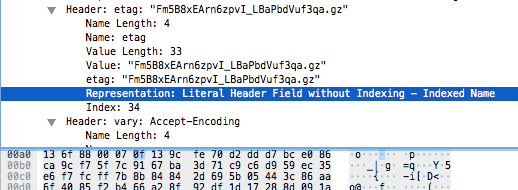 Header: etag: "Fm5B8xEArn6zpvI_LBaPbdVuf3qa.gz"
Name Length: 4
Name: etag
Value Length: 33
Value: "Fm5B8xEArn6zpvI_LBaPbdVuf3qa.gz"
etag: "Fm5B8xEArn6zpvI_LBaPbdVuf3qa.gz"
Representation: Literal Header Field without Indexing - Indexed Name
Index: 34
Header: vary: Accept-Encoding
Name Length: 4
00a0 13 6f 88 00 07 0f 13 9c fe 70 d2 dd d7 bc e0 86 .o...... .p......
00b0 ca 9c f7 5f 7c 91 67 ba 3d 71 c9 c6 d9 59 ec 35 ..._|.g. =q...Y.5
00c0 e6 f7 fc ff 7b 8b 84 84 2d 69 5b 05 44 3c 86 aa ....{... -i[.D<..
00d0 6f 40 85 f2 b4 66 a2 8f 92 df 1d 17 28 8d 09 1a o@...f.. ....(...